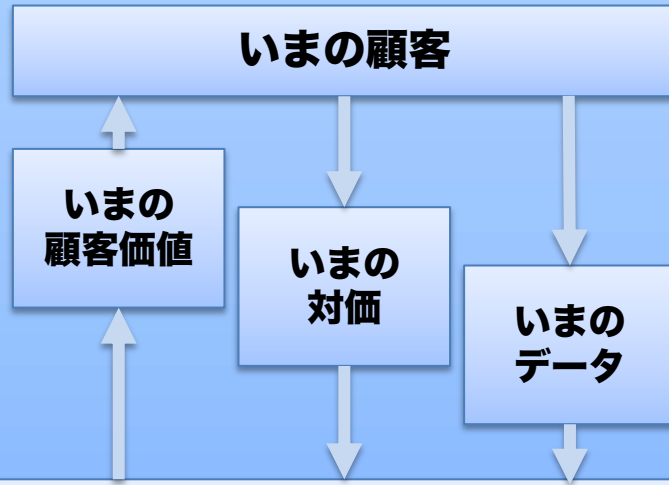 いまの顧客
いまの
顧客価値
いまの
対価
いまの
データ